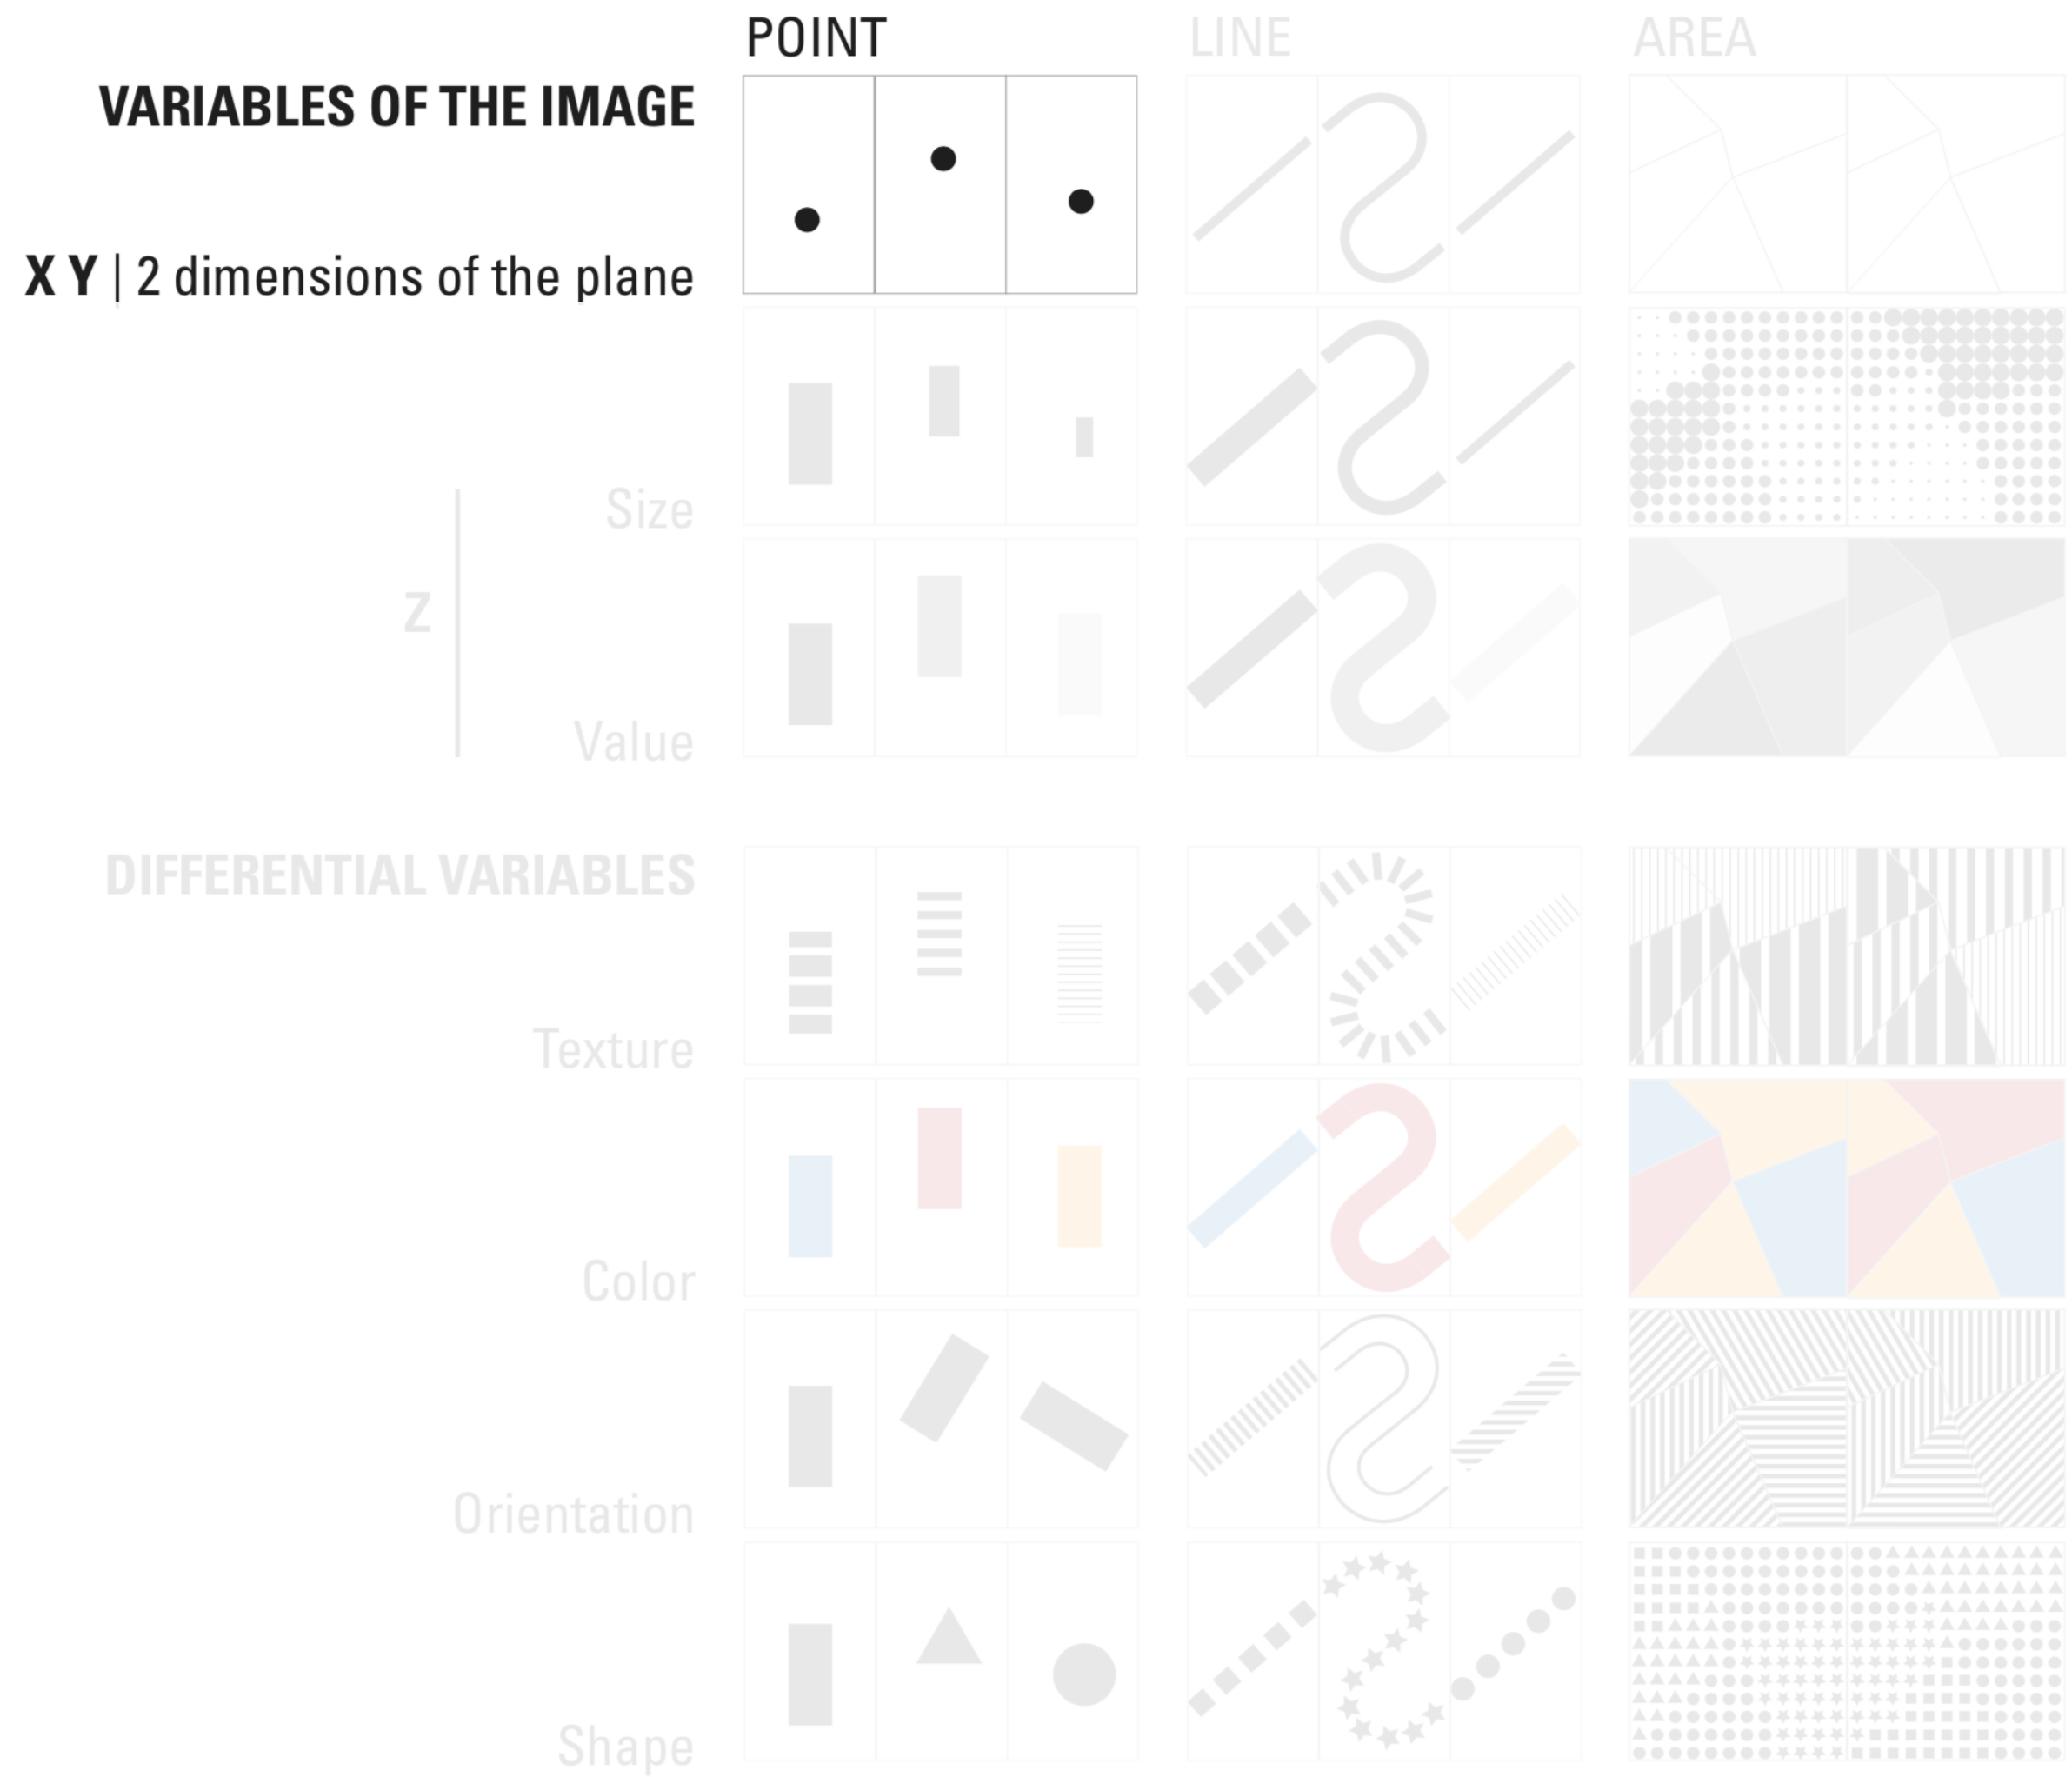 POINT LINE AREA
VARIABLES OF THE IMAGE
X Y | 2 dimensions of the plane
Size
Z
Value
DIFFERENTIAL VARIABLES
Texture
Color
Orientation
Shape